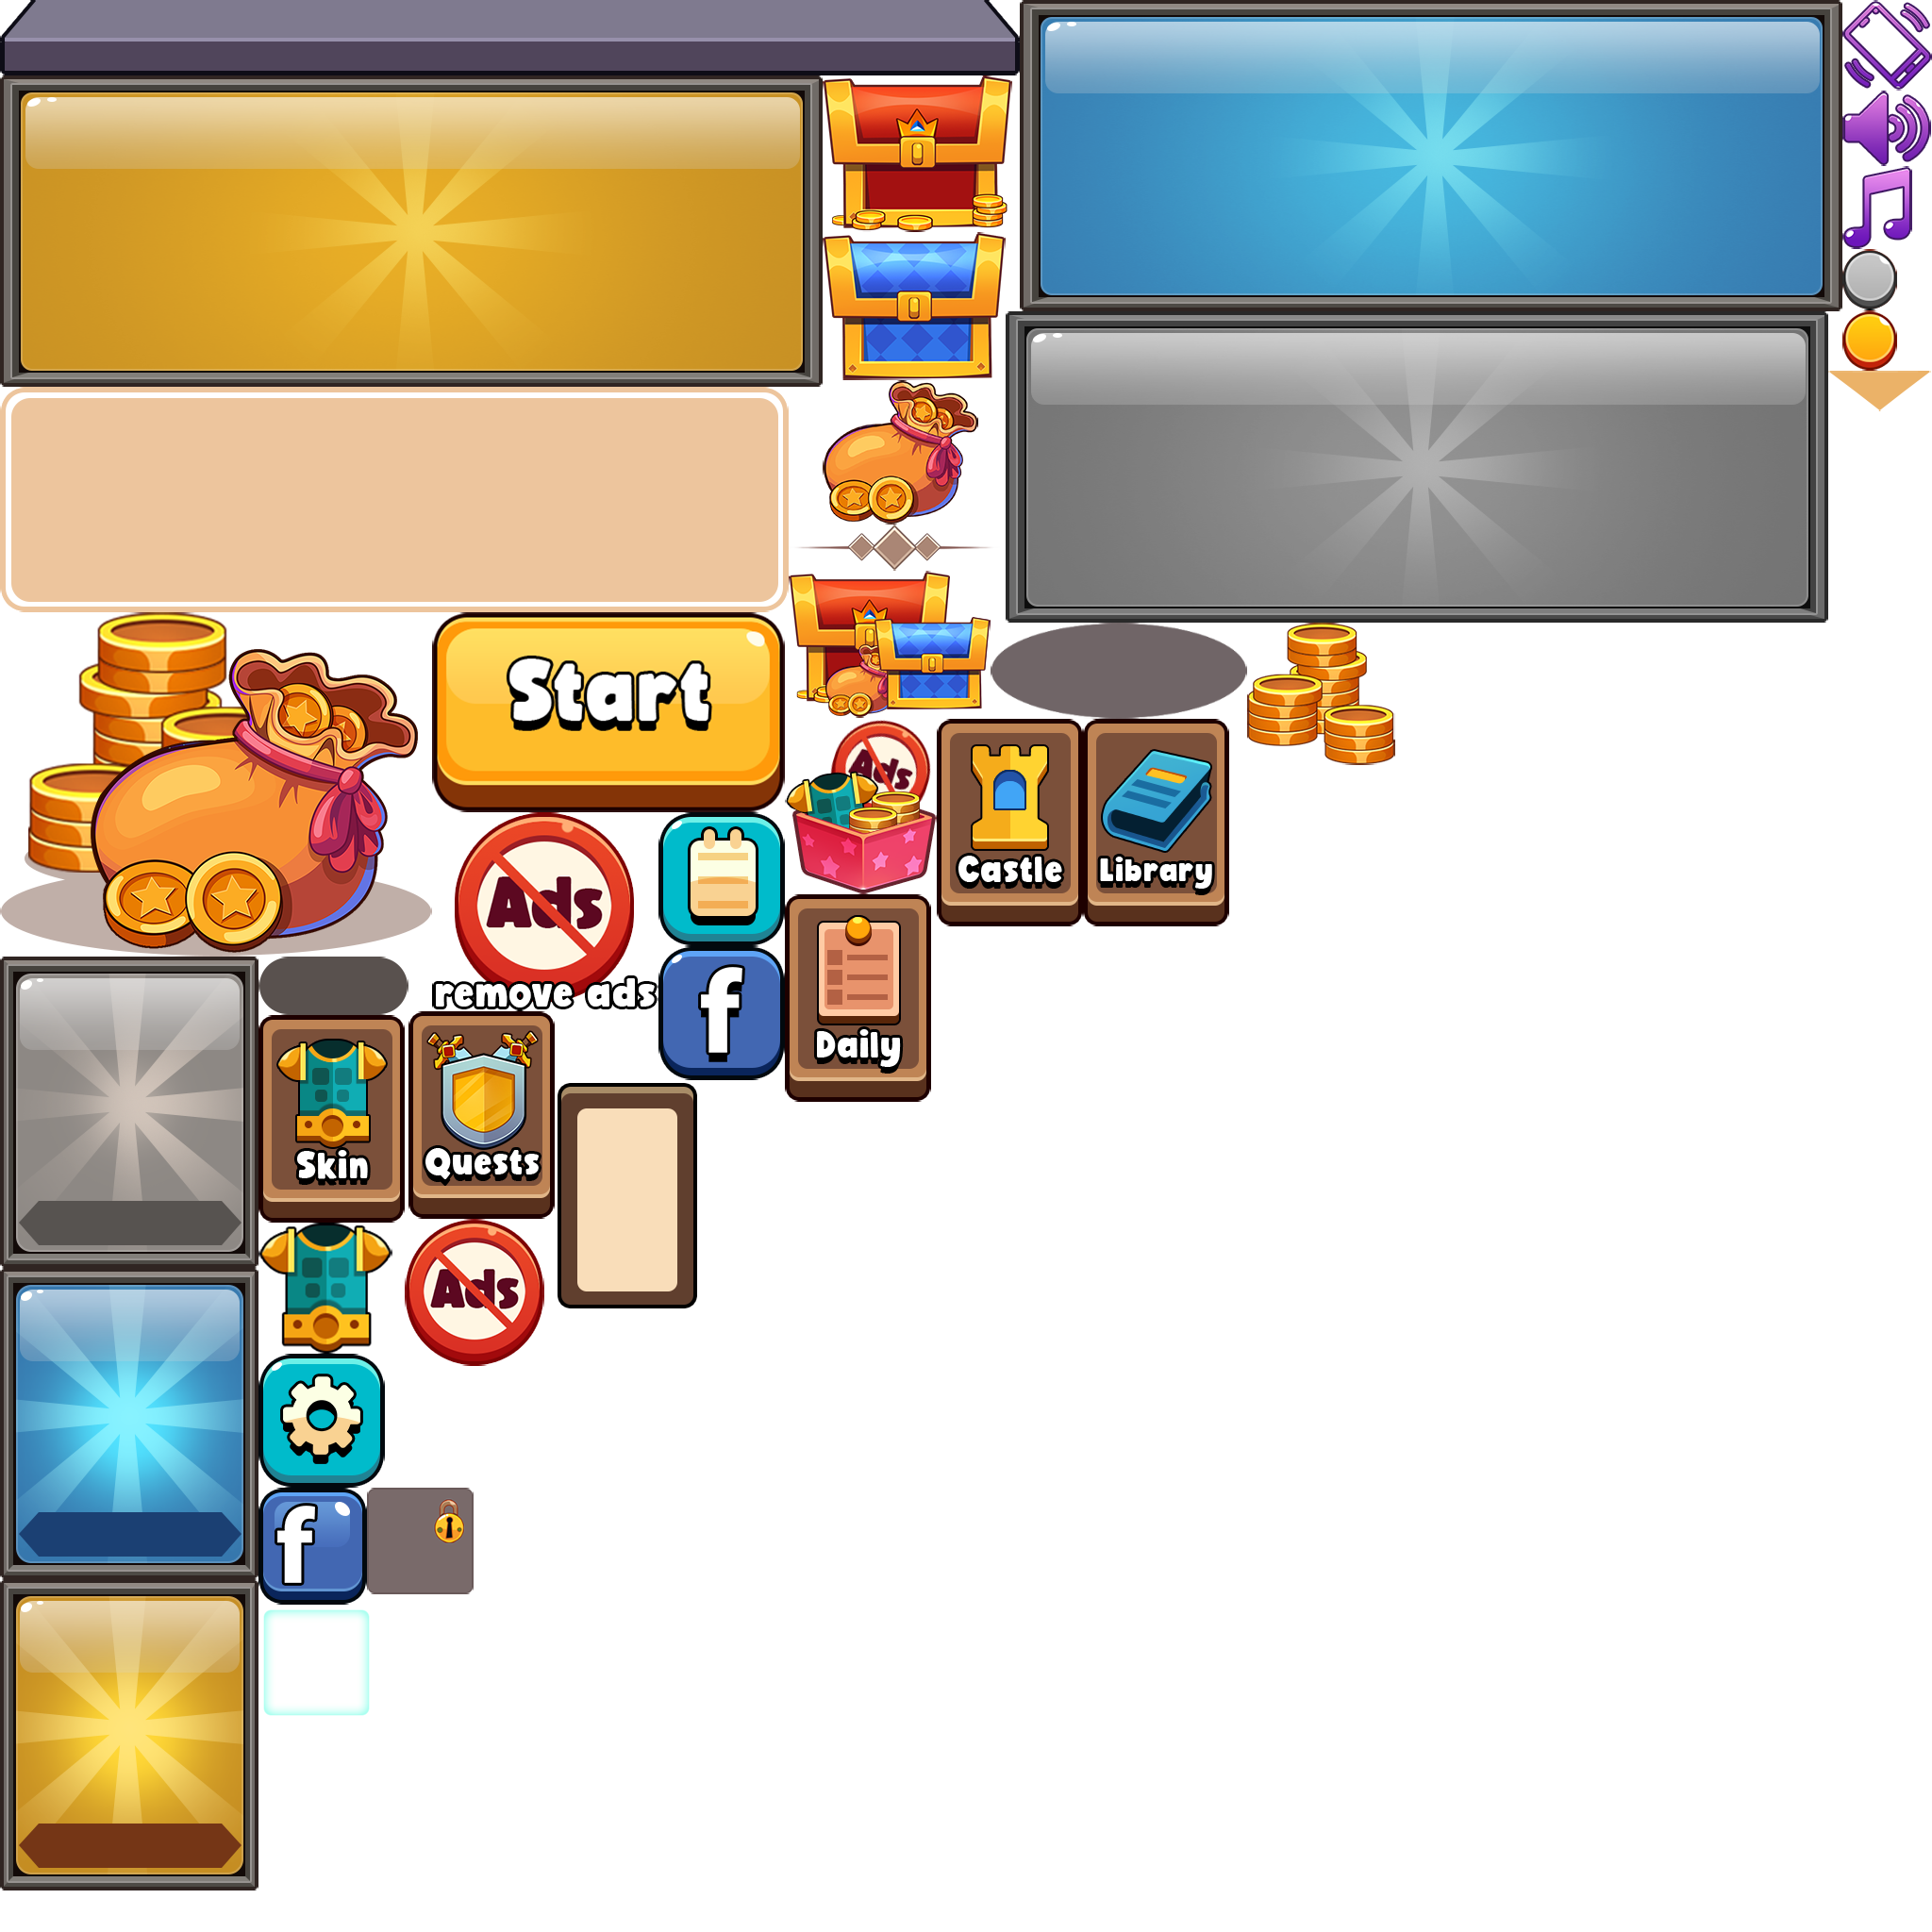 Start
Ads
Ads
remove ads
f
Castle
Library
Daily
Skin
Quests
Ads
f